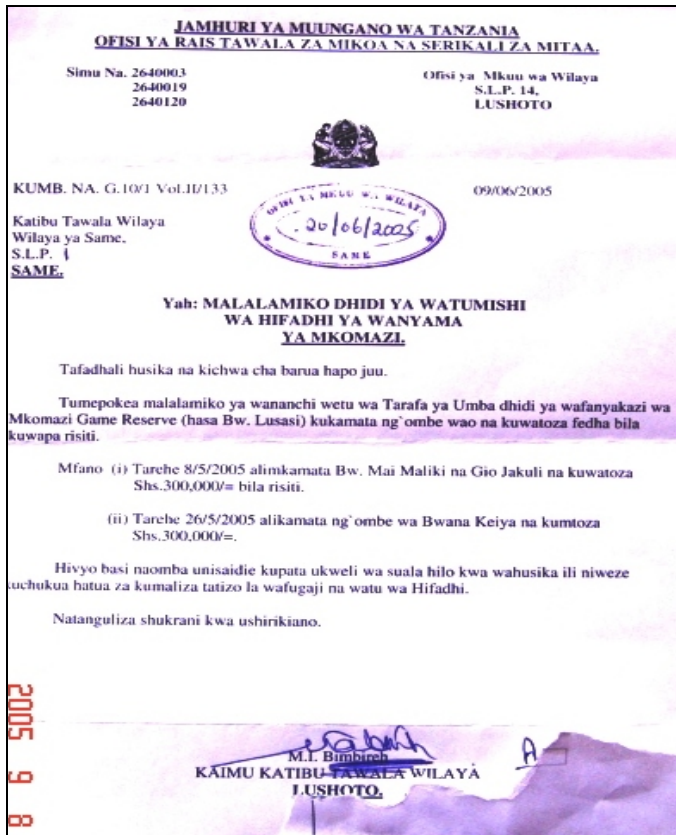 JAMHURI YA MUUNGANO WA TANZANIA
OFISI YA RAIS TAWALA ZA MIKOA NA SERIKALI ZA MITAA.
Simu Na. 2640003
2640019
2640120
Ofisi ya Mkuu wa Wilaya
S.L.P. 14,
LUSHOTO
KUMB. NA. G.10/1 Vol.II/133
09/06/2005
OFISI YA MKUU WA WILAYA
20/06/2005
SAME
Katibu Tawala Wilaya
Wilaya ya Same,
S.L.P. 1
SAME.
Yah: MALALAMIKO DHIDI YA WATUMISHI
WA HIFADHI YA WANYAMA
YA MKOMAZI.
Tafadhali husika na kichwa cha barua hapo juu.
Tumepokea malalamiko ya wananchi wetu wa Tarafa ya Umba dhidi ya wafanyakazi wa
Mkomazi Game Reserve (hasa Bw. Lusasi) kukamata ng`ombe wao na kuwatoza fedha bila
kuwapa risiti.
Mfano (i) Tarehe 8/5/2005 alimkamata Bw. Mai Maliki na Gio Jakuli na kuwatoza
Shs.300,000/= bila risiti.
(ii) Tarehe 26/5/2005 alikamata ng`ombe wa Bwana Keiya na kumtoza
Shs.300,000/=.
Hivyo basi naomba unisaidie kupata ukweli wa suala hilo kwa wahusika ili niweze
kuchukua hatua za kumaliza tatizo la wafugaji na watu wa Hifadhi.
Natanguliza shukrani kwa ushirikiano.
M.I. Bimbireh
KAIMU KATIBU TAWALA WILAYA
LUSHOTO.
A
2005 9 8